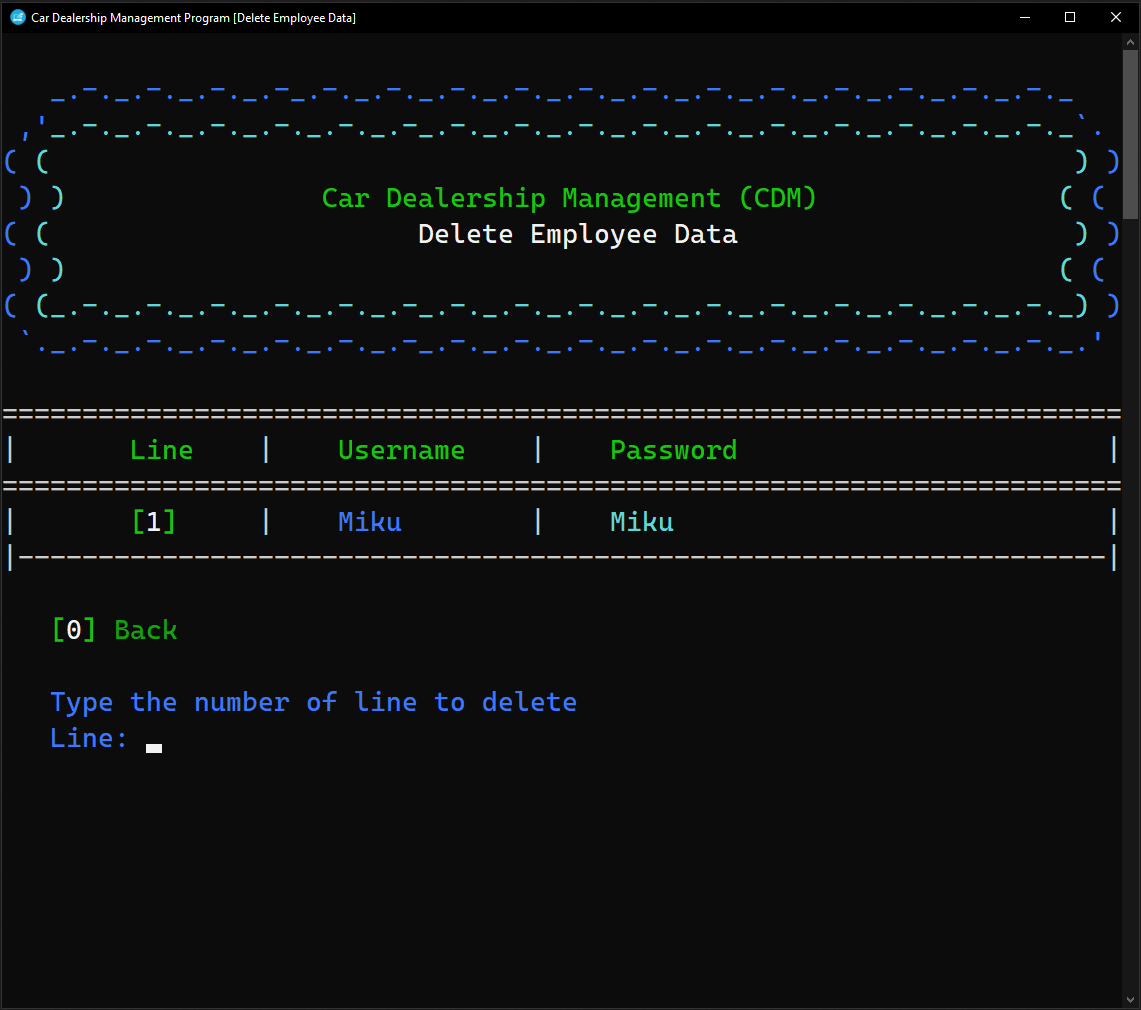 Car Dealership Management Program [Delete Employee Data]
Car Dealership Management (CDM)
Delete Employee Data
| Line | Username | Password |
| [1] | Miku | Miku |
[0] Back
Type the number of line to delete
Line: